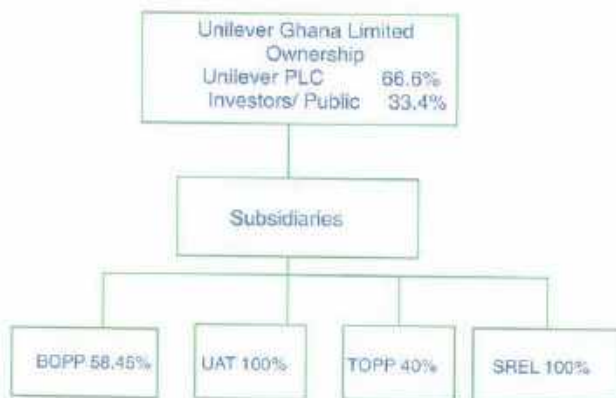 Unilever Ghana Limited
Ownership
Unilever PLC 66.6%
Investors/ Public 33.4%
Subsidiaries
BOPP 58.45%
UAT 100%
TOPP 40%
SREL 100%